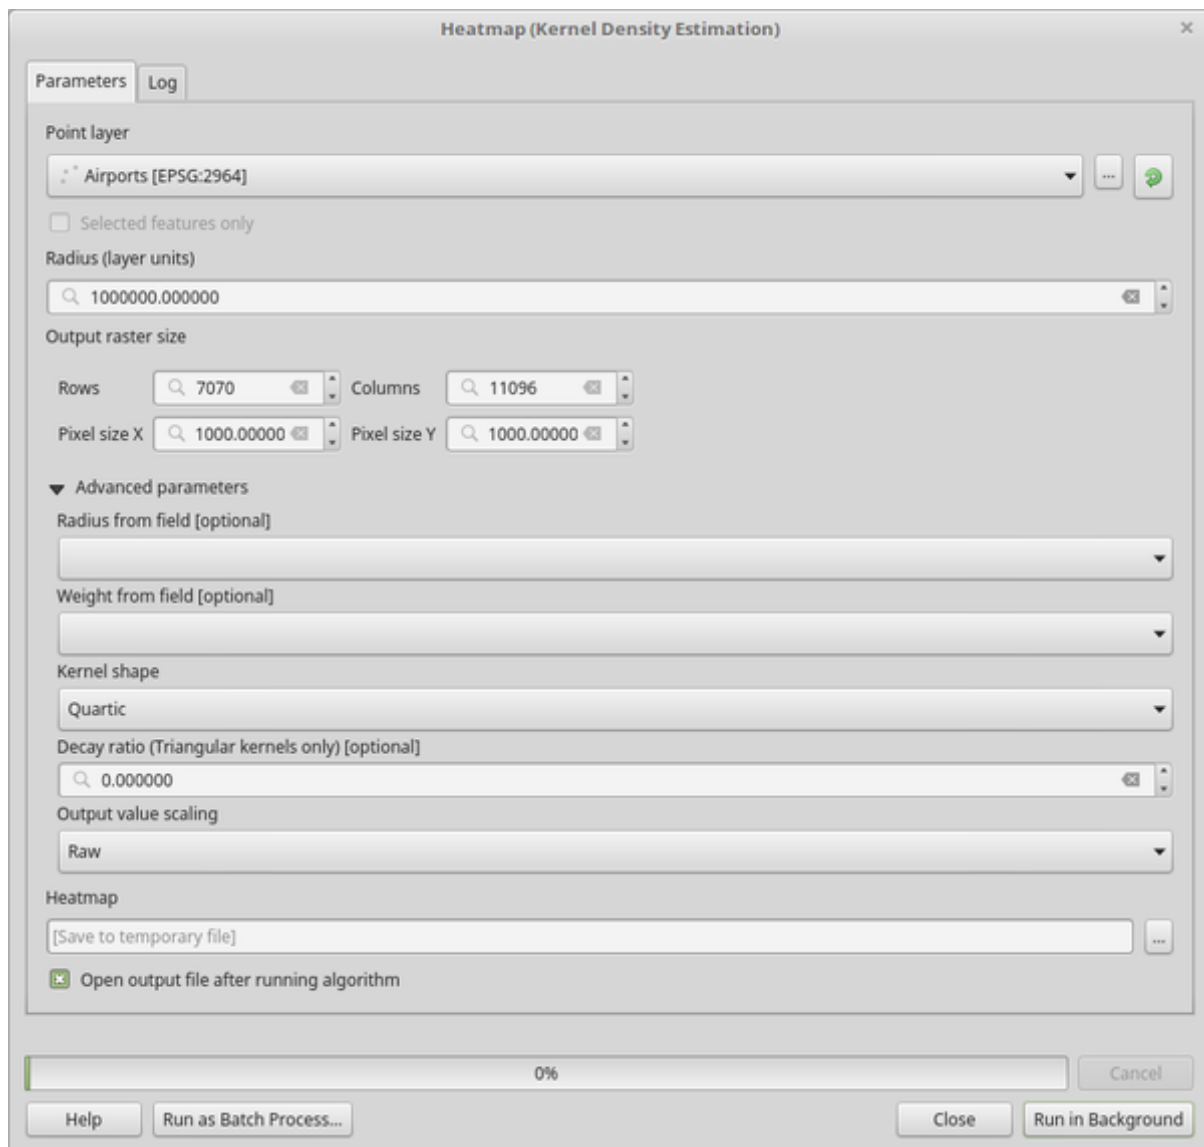 Heatmap (Kernel Density Estimation)
Parameters Log
Point layer
Airports [EPSG:2964] ...
Selected features only
Radius (layer units)
1000000.000000
Output raster size
Rows 7070 Columns 11096
Pixel size X 1000.00000 Pixel size Y 1000.00000
Advanced parameters
Radius from field [optional]
Weight from field [optional]
Kernel shape
Quartic
Decay ratio (Triangular kernels only) [optional]
0.000000
Output value scaling
Raw
Heatmap
[Save to temporary file] ...
Open output file after running algorithm
0% Cancel
Help Run as Batch Process... Close Run in Background